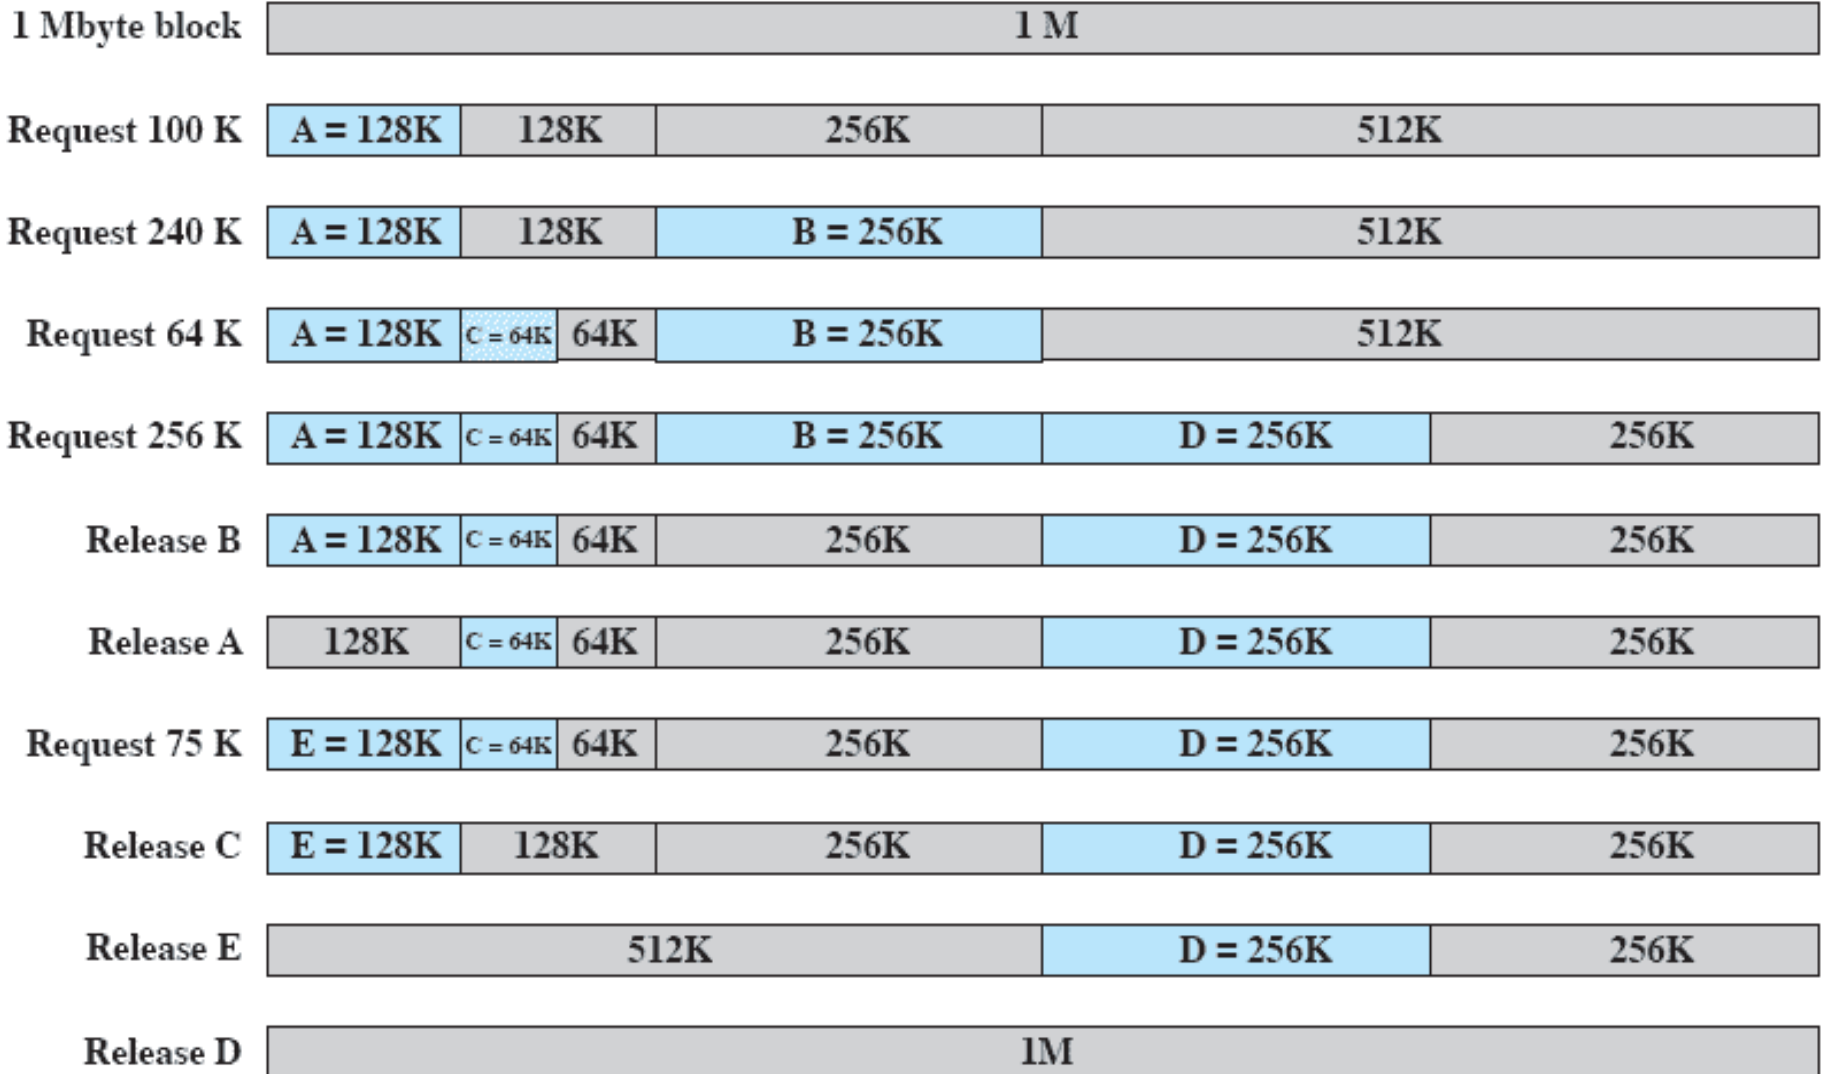 1 Mbyte block 1 M
Request 100 K A = 128K 128K 256K 512K
Request 240 K A = 128K 128K B = 256K 512K
Request 64 K A = 128K C = 64K 64K B = 256K 512K
Request 256 K A = 128K C = 64K 64K B = 256K D = 256K 256K
Release B A = 128K C = 64K 64K 256K D = 256K 256K
Release A 128K C = 64K 64K 256K D = 256K 256K
Request 75 K E = 128K C = 64K 64K 256K D = 256K 256K
Release C E = 128K 128K 256K D = 256K 256K
Release E 512K D = 256K 256K
Release D 1M